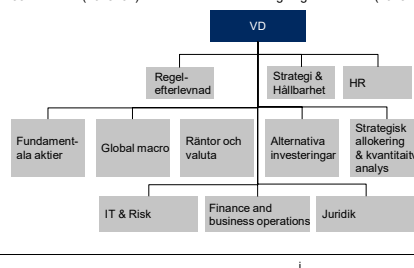 VD
Regel-
efterlevnad
Strategi &
Hållbarhet
HR
Fundament-
ala aktier
Global macro
Räntor och
valuta
Alternativa
investeringar
Strategisk
allokering
& kvantitaitv
analys
IT & Risk
Finance and
business operations
Juridik